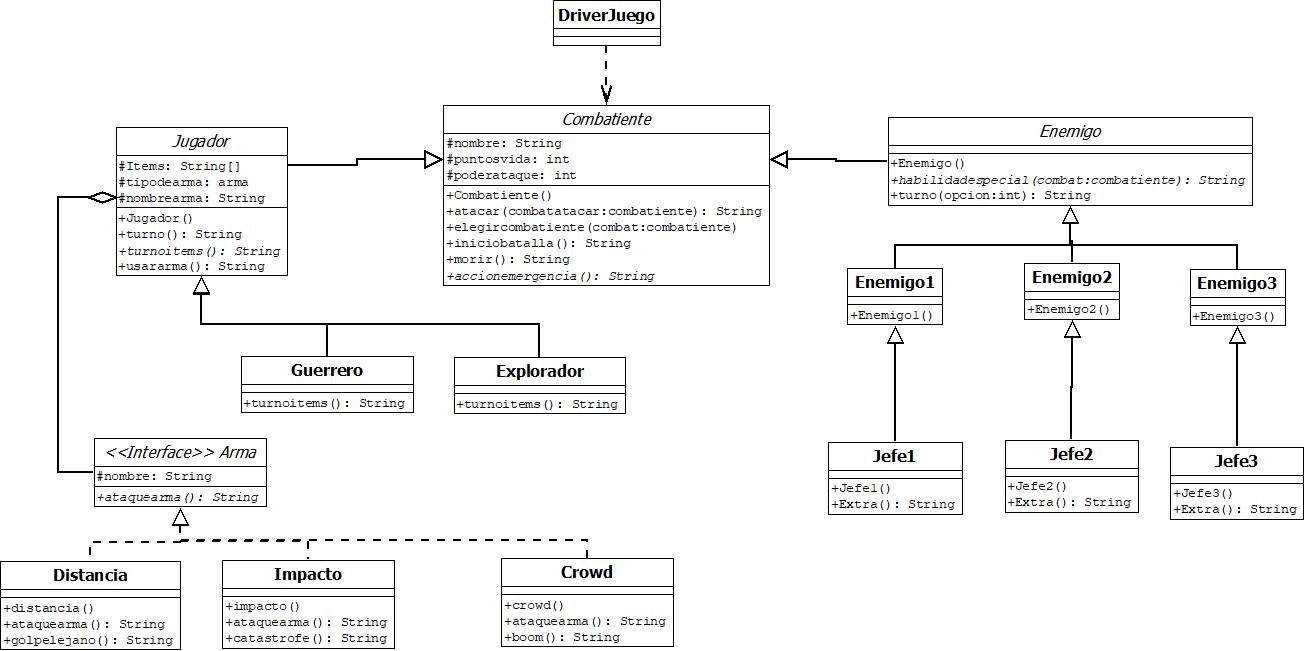 DriverJuego
Combatiente
#nombre: String
#puntosvida: int
#poderataque: int
+Combatiente()
+atacar(combatatacar:combatiente): String
+elegircombatiente(combat:combatiente)
+iniciobatalla(): String
+morir(): String
+accionemergencia(): String
Jugador
#Items: String[]
#tipodearma: arma
#nombrearma: String
+Jugador()
+turno(): String
+turnoitems(): String
+usararma(): String
Enemigo
+Enemigo()
+habilidadespecial(combat:combatiente): String
+turno(opcion:int): String
Enemigo1
+Enemigo1()
Enemigo2
+Enemigo2()
Enemigo3
+Enemigo3()
Guerrero
+turnoitems(): String
Explorador
+turnoitems(): String
<<Interface>> Arma
#nombre: String
+ataquearma(): String
Jefe1
+Jefe1()
+Extra(): String
Jefe2
+Jefe2()
+Extra(): String
Jefe3
+Jefe3()
+Extra(): String
Distancia
+distancia()
+ataquearma(): String
+golpelejano(): String
Impacto
+impacto()
+ataquearma(): String
+catastrofe(): String
Crowd
+crowd()
+ataquearma(): String
+boom(): String